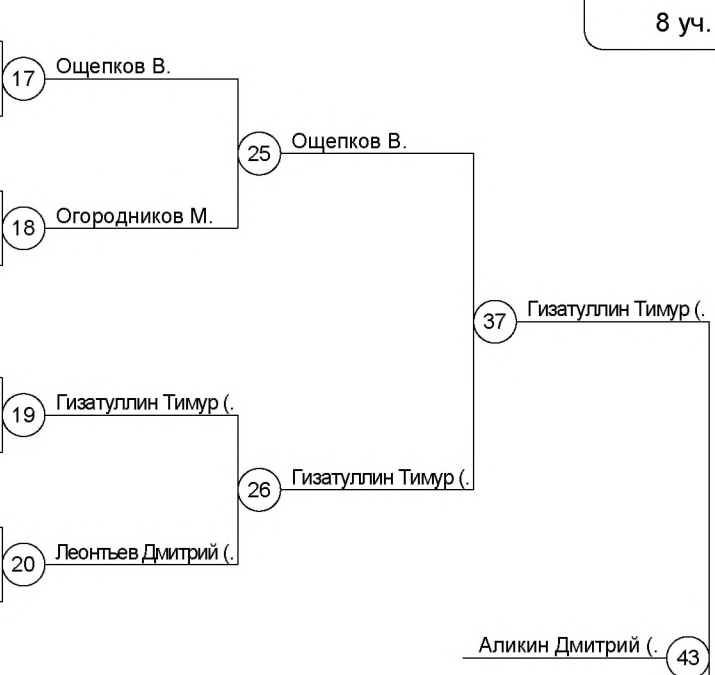 8 уч.
17 Ощепков В.
25 Ощепков В.
18 Огородников М.
37 Гизатуллин Тимур (.
19 Гизатуллин Тимур (.
26 Гизатуллин Тимур (.
20 Леонтьев Дмитрий (.
Аликин Дмитрий (. 43